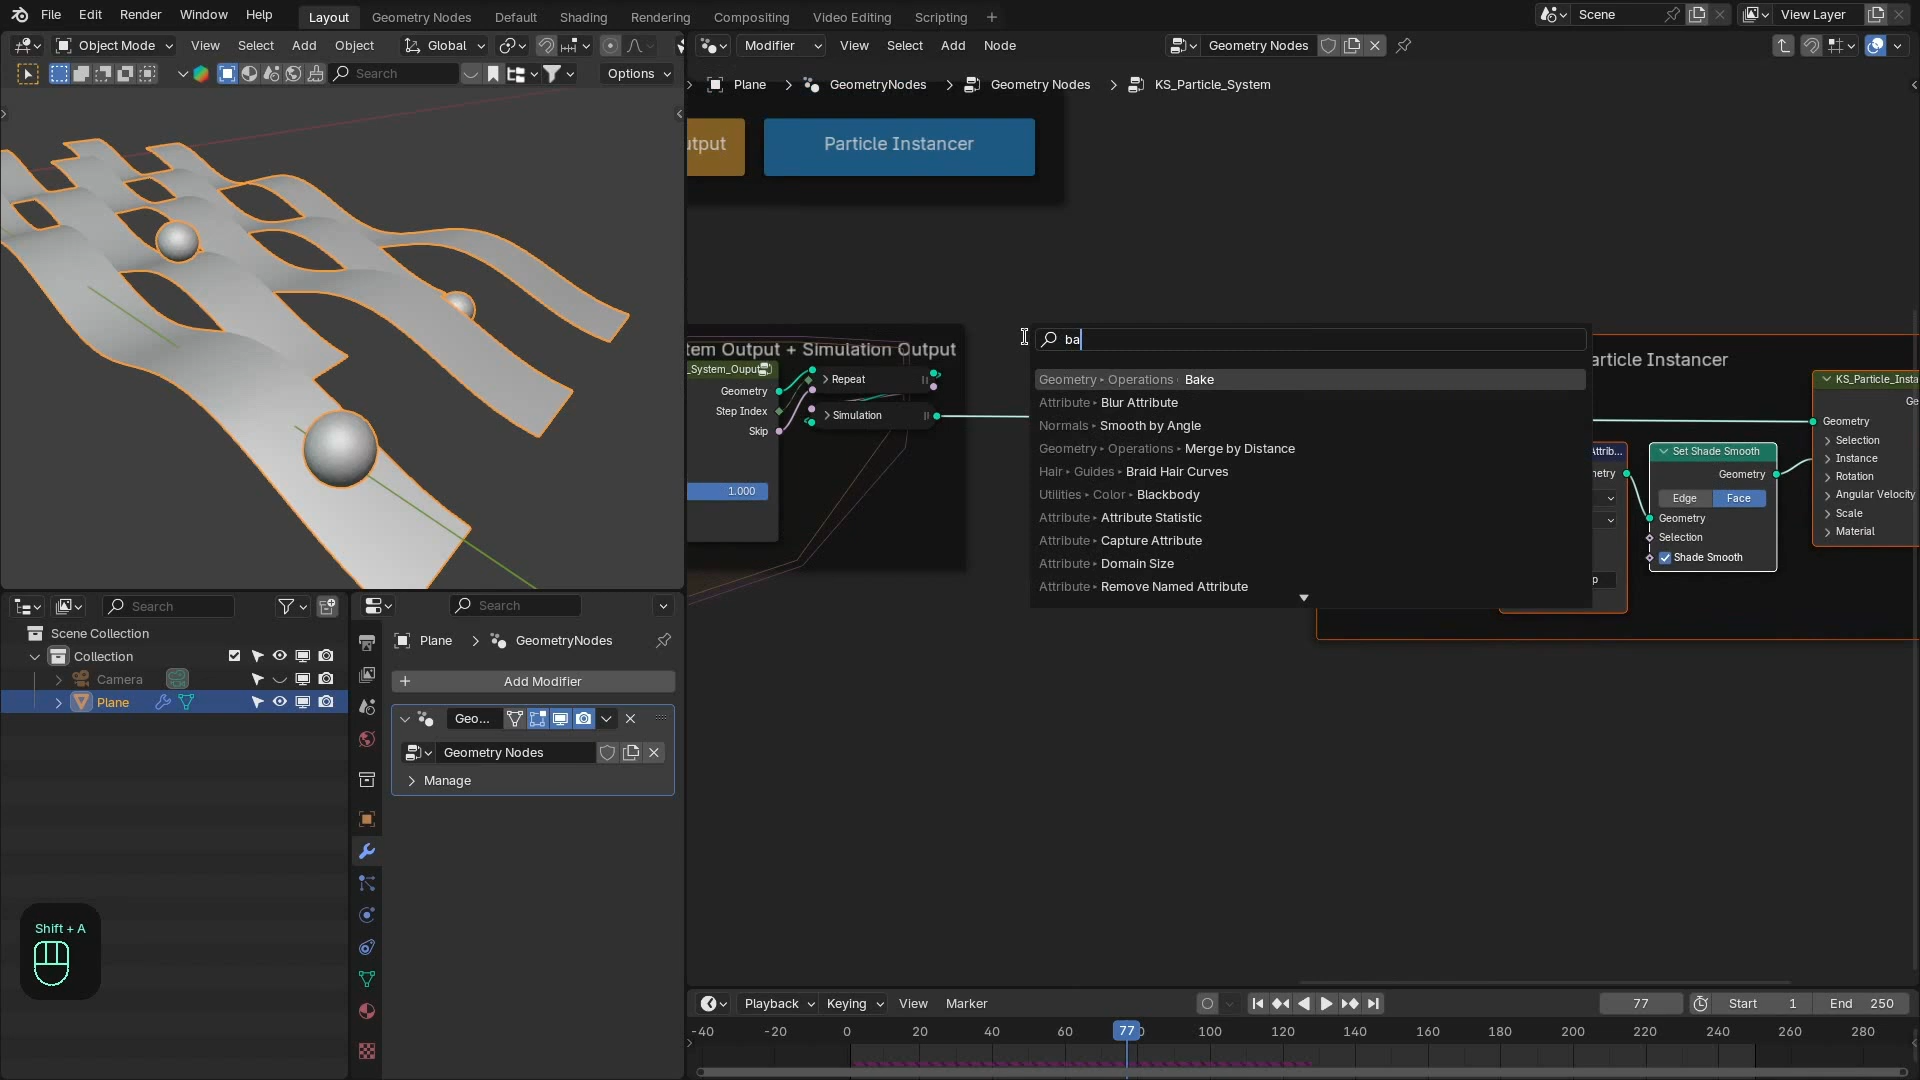 File Edit Render Window Help Layout Geometry Nodes Default Shading Rendering Compositing Video Editing Scripting Scene View Layer
Object Mode View Select Add Object Global
Modifier View Select Add Node Geometry Nodes
Search Options
Plane GeometryNodes Geometry Nodes KS_Particle_System
Particle Instancer
tem Output + Simulation Output
_System_Ouput
Geometry
Step Index
Skip
1.000
Repeat
Simulation
ba
Geometry Operations Bake
Attribute Blur Attribute
Normals Smooth by Angle
Geometry Operations Merge by Distance
Hair Guides Braid Hair Curves
Utilities Color Blackbody
Attribute Attribute Statistic
Attribute Capture Attribute
Attribute Domain Size
Attribute Remove Named Attribute
article Instancer
Set Shade Smooth
Geometry
Edge Face
Geometry
Selection
Shade Smooth
KS_Particle_Insta
Geometry
Selection
Instance
Rotation
Angular Velocity
Scale
Material
Search
Scene Collection
Collection
Camera
Plane
Search
Plane GeometryNodes
Add Modifier
Geo...
Geometry Nodes
Manage
Shift + A
Playback Keying View Marker 77 Start 1 End 250
-40 -20 0 20 40 60 77 100 120 140 160 180 200 220 240 260 280